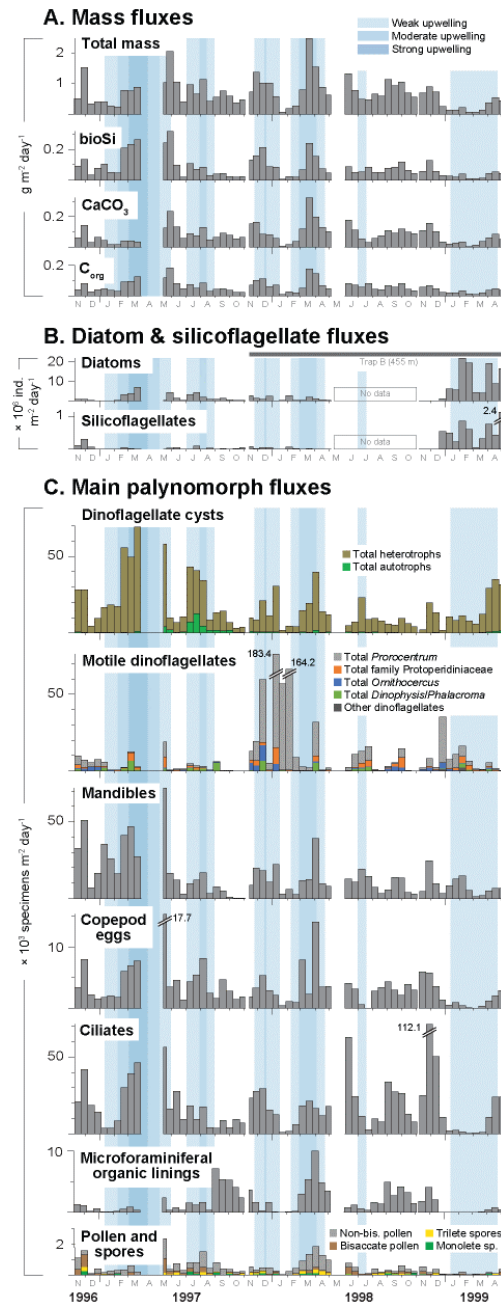 A. Mass fluxes
Total mass
Weak upwelling
Moderate upwelling
Strong upwelling
2
1
bioSi
0.2
CaCO3
0.2
Corg
0.2
g m-2 day-1
N D J F M A M J J A S O N D J F M A M J J A S O N D J F M A
B. Diatom & silicoflagellate fluxes
Trap B (455 m)
Diatoms
20
10
No data
Silicoflagellates
1
2.4
No data
× 106 ind. m-2 day-1
N D J F M A M J J A S O N D J F M A M J J A S O N D J F M A
C. Main palynomorph fluxes
Dinoflagellate cysts
50
Total heterotrophs
Total autotrophs
Motile dinoflagellates
183.4
164.2
50
Total Prorocentrum
Total family Protoperidiniaceae
Total Ornithocercus
Total Dinophysis/Phalacroma
Other dinoflagellates
Mandibles
50
Copepod
eggs
17.7
10
Ciliates
112.1
50
Microforaminiferal
organic linings
10
Pollen and
spores
2
Non-bis. pollen
Trilete spores
Bisaccate pollen
Monolete sp.
× 103 specimens m-2 day-1
N D J F M A M J J A S O N D J F M A M J J A S O N D J F M A
1996 1997 1998 1999